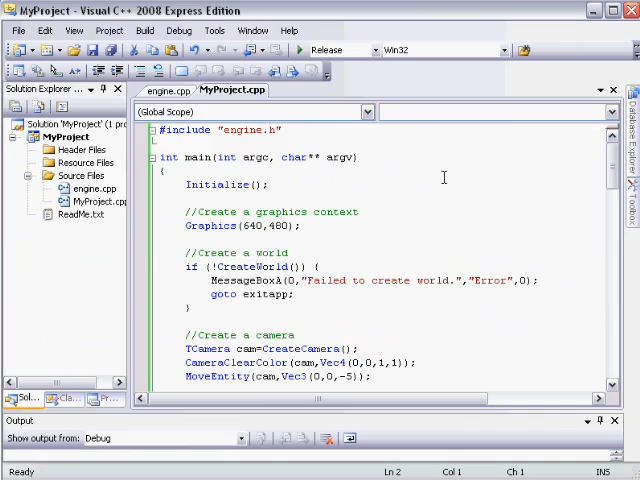 MyProject - Visual C++ 2008 Express Edition
File Edit View Project Build Debug Tools Window Help
Release Win32
Solution Explorer
engine.cpp MyProject.cpp
(Global Scope)
Solution 'MyProject' (1 pro
MyProject
Header Files
Resource Files
Source Files
engine.cpp
MyProject.cpp
ReadMe.txt
#include "engine.h"
int main(int argc, char** argv)
{
Initialize();
//Create a graphics context
Graphics(640,480);
//Create a world
if (!CreateWorld()) {
MessageBoxA(0,"Failed to create world.","Error",0);
goto exitapp;
}
//Create a camera
TCamera cam=CreateCamera();
CameraClearColor(cam,Vec4(0,0,1,1));
MoveEntity(cam,Vec3(0,0,-5));
Database Explorer
Toolbox
Sol... Cla... Pr...
Output
Show output from: Debug
Ready Ln 2 Col 1 Ch 1 INS